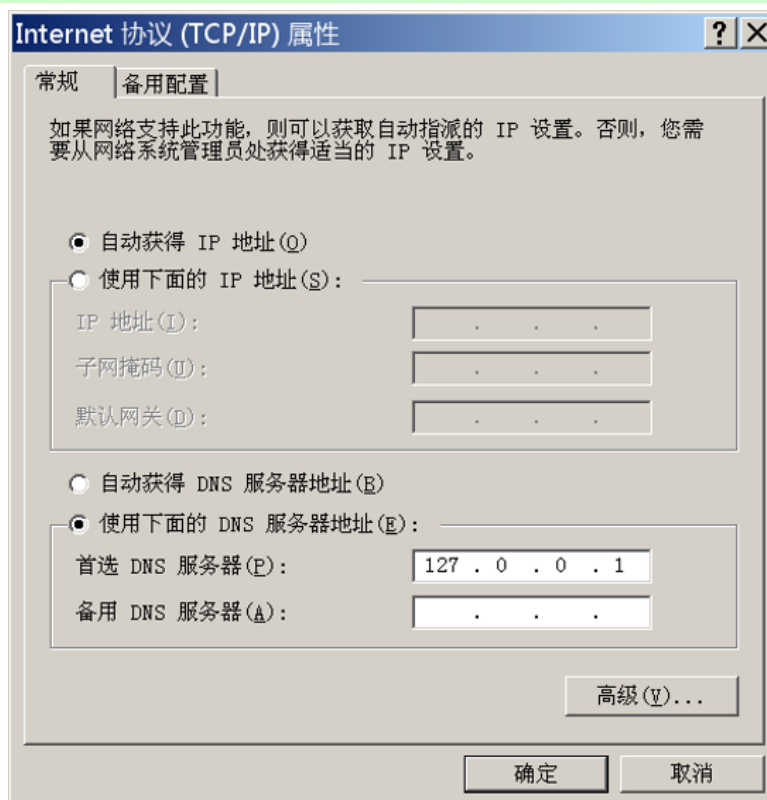 Internet 协议 (TCP/IP) 属性
常规
备用配置
如果网络支持此功能，则可以获取自动指派的 IP 设置。否则，您需
要从网络系统管理员处获得适当的 IP 设置。
自动获得 IP 地址(O)
使用下面的 IP 地址(S):
IP 地址(I):
子网掩码(U):
默认网关(D):
自动获得 DNS 服务器地址(B)
使用下面的 DNS 服务器地址(E):
首选 DNS 服务器(P): 127 . 0 . 0 . 1
备用 DNS 服务器(A):
高级(V)...
确定 取消